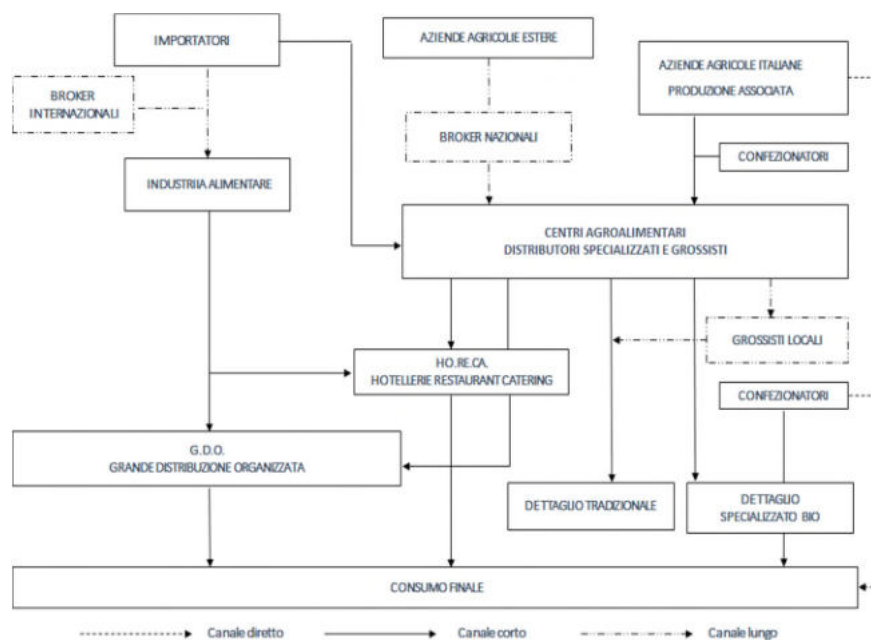 IMPORTATORI
AZIENDE AGRICOLIE ESTERE
AZIENDE AGRICOLE ITALIANE
PRODUZIONE ASSOCIATA
BROKER
INTERNAZIONALI
BROKER NAZIONALI
CONFEZIONATORI
INDUSTRIIA ALIMENTARE
CENTRI AGROALIMENTARI
DISTRIBUTORI SPECIALIZZATI E GROSSISTI
GROSSISTI LOCALI
HO.RE.CA.
HOTELLERIE RESTAURANT CATERING
CONFEZIONATORI
G.D.O.
GRANDE DISTRIBUZIONE ORGANIZZATA
DETTAGLIO TRADIZIONALE
DETTAGLIO
SPECIALIZZATO BIO
CONSUMO FINALE
Canale diretto
Canale corto
Canale lungo